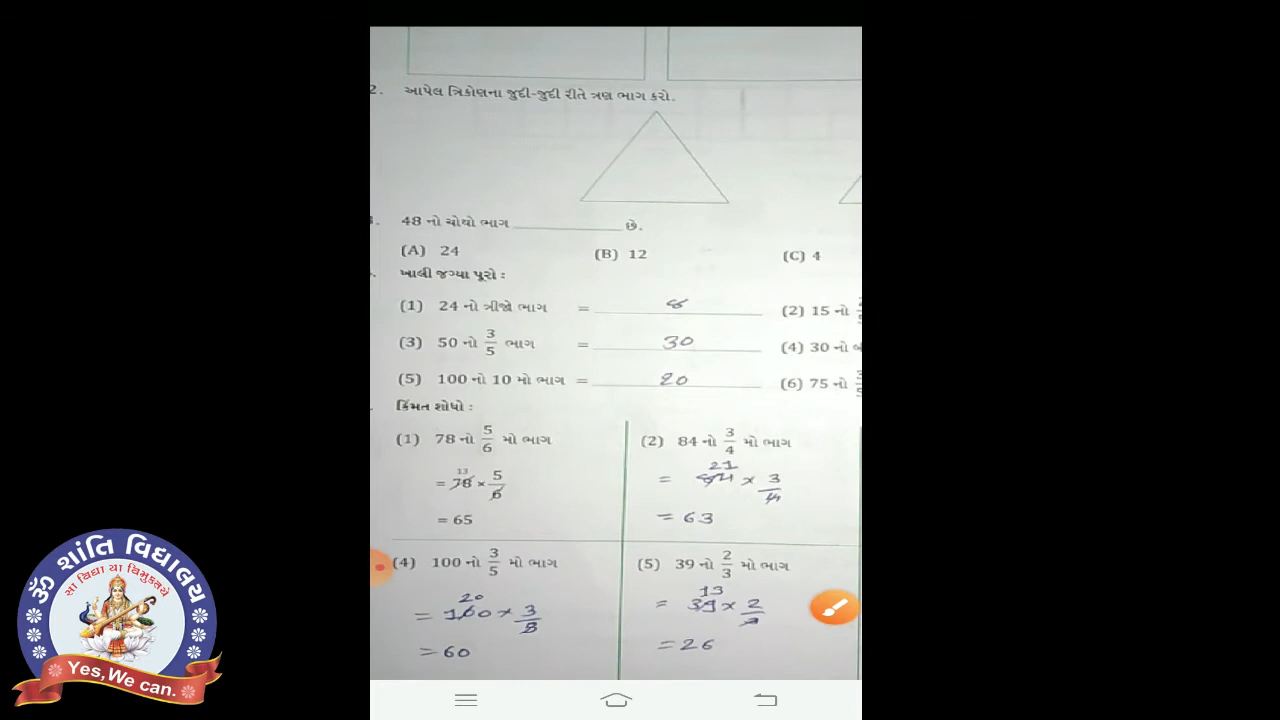 2. આપેલ ત્રિકોણના જુદી-જુદી રીતે ત્રણ ભાગ કરો.
48 નો ચોથો ભાગ ____________ છે.
(A) 24 (B) 12 (C) 4
ખાલી જગ્યા પૂરો :
(1) 24 નો ત્રીજો ભાગ = 8 (2) 15 નો
(3) 50 નો 3/5 ભાગ = 30 (4) 30 નો
(5) 100 નો 10 મો ભાગ = 20 (6) 75 નો 3/5
કિંમત શોધો :
(1) 78 નો 5/6 મો ભાગ (2) 84 નો 3/4 મો ભાગ
13 21
= 78 × 5/6 = 84 × 3/4
= 65 = 63
(4) 100 નો 3/5 મો ભાગ (5) 39 નો 2/3 મો ભાગ
20 13
= 100 × 3/5 = 39 × 2/3
= 60 = 26
ૐ શાંતિ વિદ્યાલય
સા વિદ્યા યા વિમુક્તયે
Yes, We can.